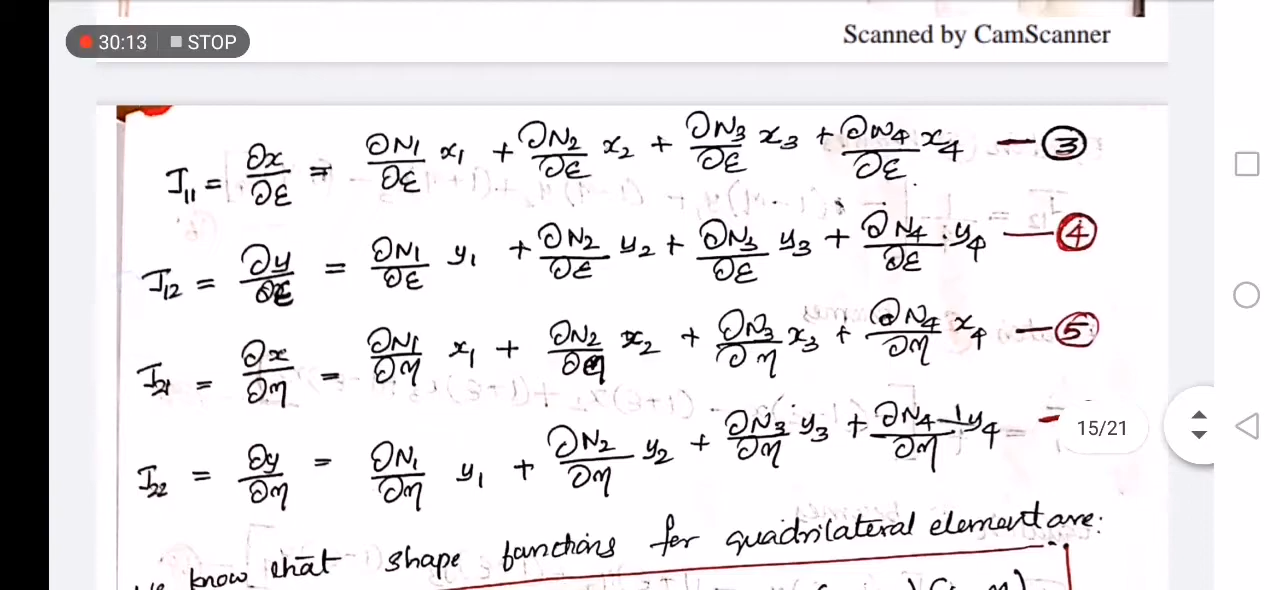 30:13 STOP
Scanned by CamScanner
J₁₁ = ∂x/∂ε = ∂N₁/∂ε x₁ + ∂N₂/∂ε x₂ + ∂N₃/∂ε x₃ + ∂N₄/∂ε x₄ — ③
J₁₂ = ∂y/∂ε = ∂N₁/∂ε y₁ + ∂N₂/∂ε y₂ + ∂N₃/∂ε y₃ + ∂N₄/∂ε · y₄ — ④
J₂₁ = ∂x/∂η = ∂N₁/∂η x₁ + ∂N₂/∂η x₂ + ∂N₃/∂η x₃ + ∂N₄/∂η x₄ — ⑤
15/21
J₂₂ = ∂y/∂η = ∂N₁/∂η y₁ + ∂N₂/∂η y₂ + ∂N₃/∂η y₃ + ∂N₄/∂η y₄ —
know that shape functions for quadrilateral element are: